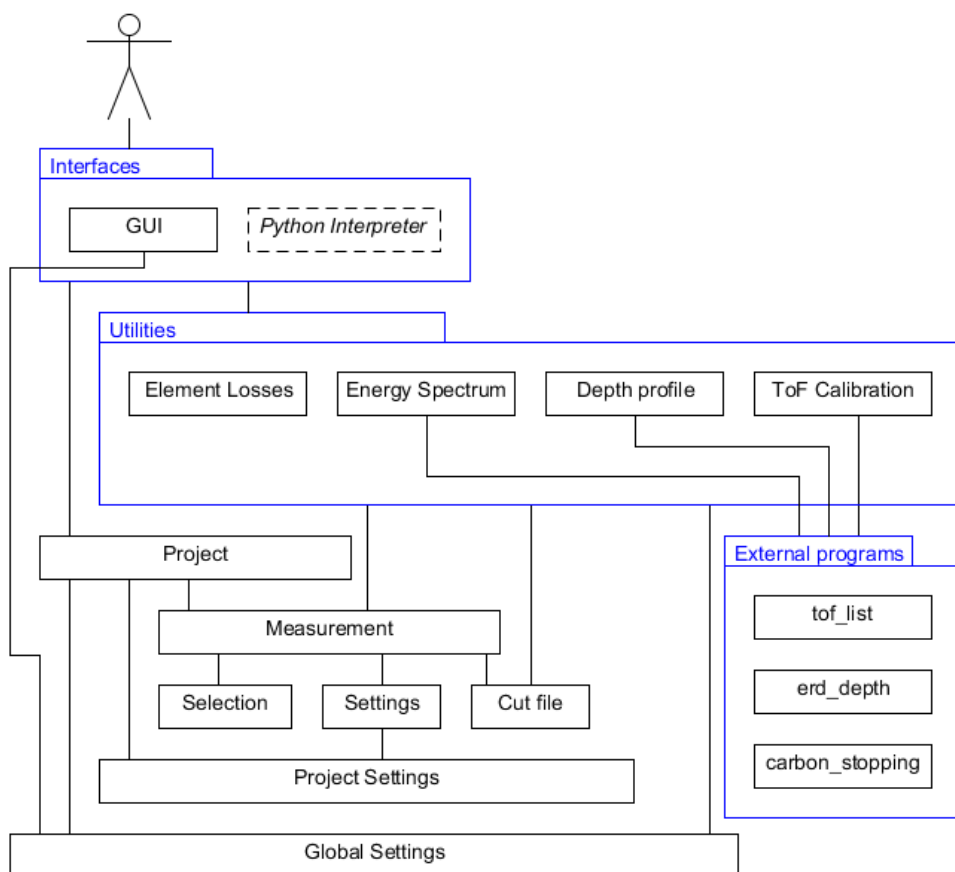 Interfaces
GUI
Python Interpreter
Utilities
Element Losses
Energy Spectrum
Depth profile
ToF Calibration
Project
External programs
tof_list
Measurement
erd_depth
Selection
Settings
Cut file
carbon_stopping
Project Settings
Global Settings